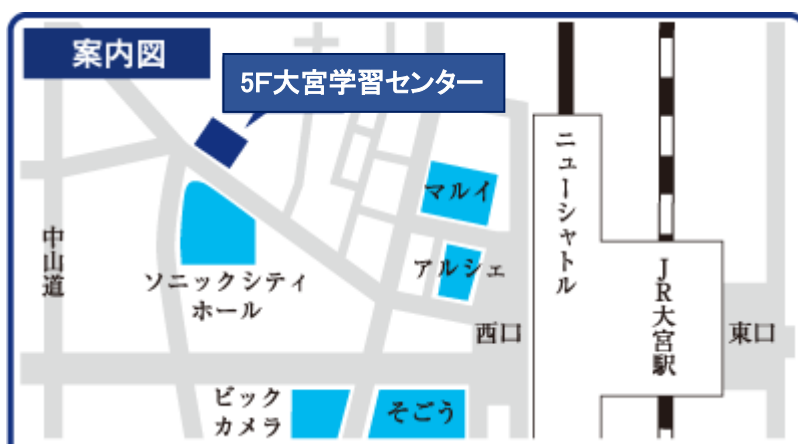 案内図
5F大宮学習センター
マルイ
アルシェ
ニューシャトル
中山道
ソニックシティ
ホール
JR大宮駅
西口
東口
ビック
カメラ
そごう